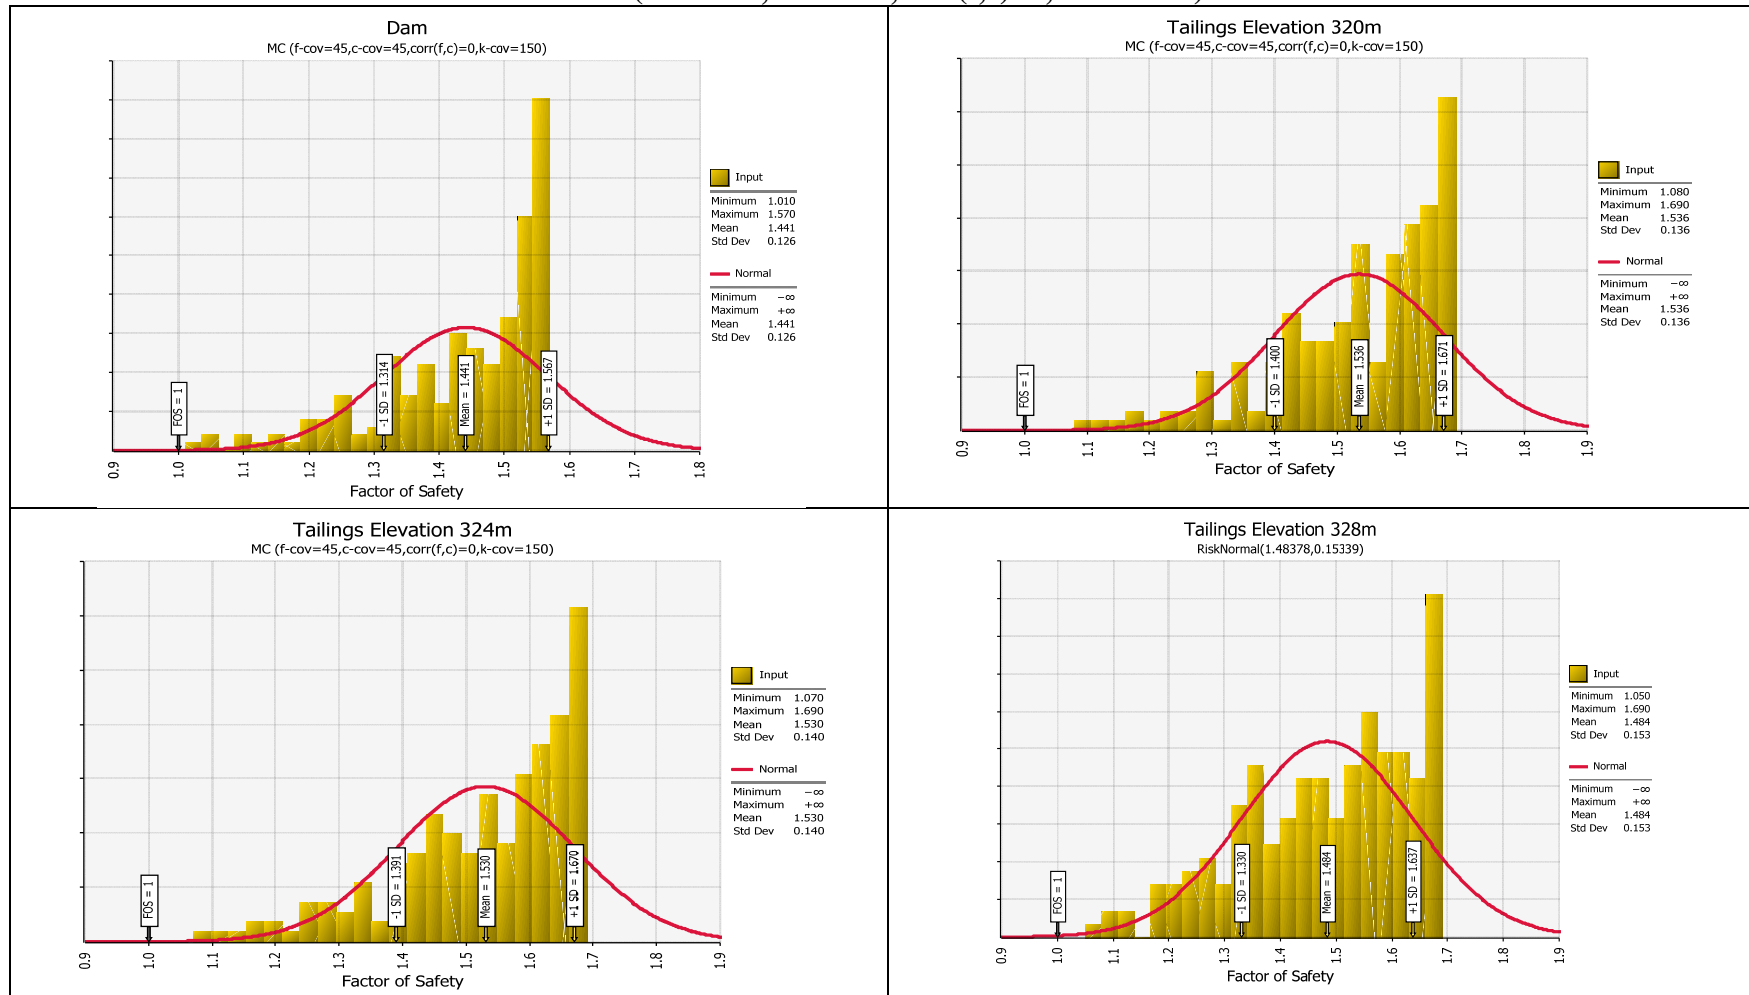 Dam
MC (f-cov=45,c-cov=45,corr(f,c)=0,k-cov=150)
FOS = 1
-1 SD = 1.314
Mean = 1.441
+1 SD = 1.567
0.9 1.0 1.1 1.2 1.3 1.4 1.5 1.6 1.7 1.8
Factor of Safety
Input
Minimum 1.010
Maximum 1.570
Mean 1.441
Std Dev 0.126
Normal
Minimum −∞
Maximum +∞
Mean 1.441
Std Dev 0.126
Tailings Elevation 320m
MC (f-cov=45,c-cov=45,corr(f,c)=0,k-cov=150)
FOS = 1
-1 SD = 1.400
Mean = 1.536
+1 SD = 1.671
0.9 1.0 1.1 1.2 1.3 1.4 1.5 1.6 1.7 1.8 1.9
Factor of Safety
Input
Minimum 1.080
Maximum 1.690
Mean 1.536
Std Dev 0.136
Normal
Minimum −∞
Maximum +∞
Mean 1.536
Std Dev 0.136
Tailings Elevation 324m
MC (f-cov=45,c-cov=45,corr(f,c)=0,k-cov=150)
FOS = 1
-1 SD = 1.391
Mean = 1.530
+1 SD = 1.670
0.9 1.0 1.1 1.2 1.3 1.4 1.5 1.6 1.7 1.8 1.9
Factor of Safety
Input
Minimum 1.070
Maximum 1.690
Mean 1.530
Std Dev 0.140
Normal
Minimum −∞
Maximum +∞
Mean 1.530
Std Dev 0.140
Tailings Elevation 328m
RiskNormal(1.48378,0.15339)
FOS = 1
-1 SD = 1.330
Mean = 1.484
+1 SD = 1.637
0.9 1.0 1.1 1.2 1.3 1.4 1.5 1.6 1.7 1.8 1.9
Factor of Safety
Input
Minimum 1.050
Maximum 1.690
Mean 1.484
Std Dev 0.153
Normal
Minimum −∞
Maximum +∞
Mean 1.484
Std Dev 0.153